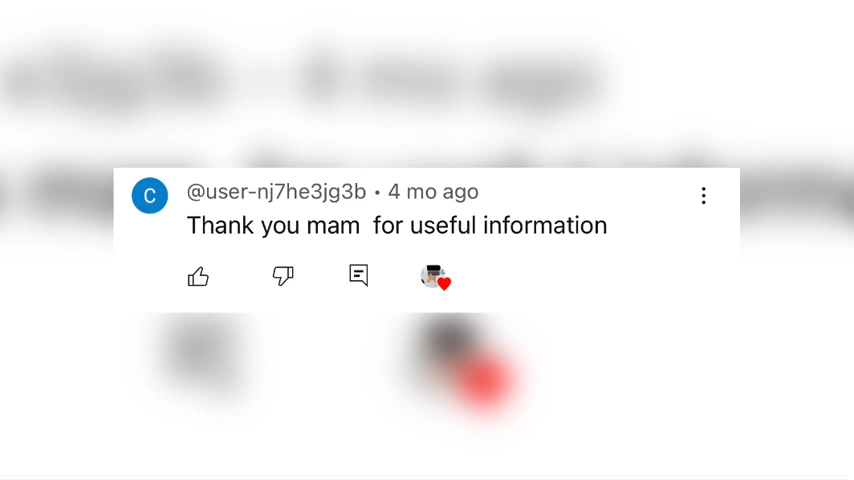 C
@user-nj7he3jg3b • 4 mo ago
Thank you mam  for useful information